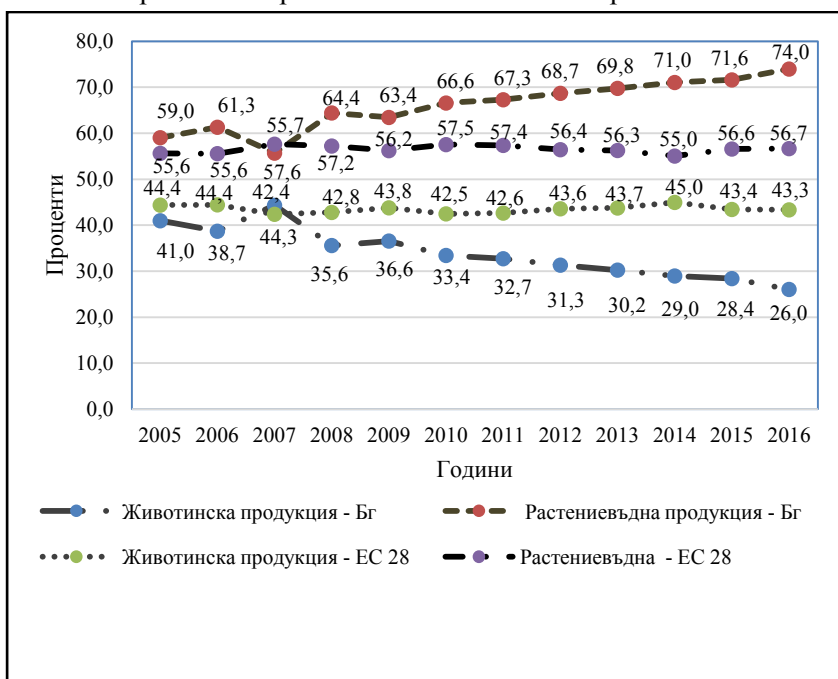 80,0
70,0
60,0
50,0
40,0
30,0
20,0
10,0
0,0
Проценти
59,0 61,3 55,7 64,4 63,4 66,6 67,3 68,7 69,8 71,0 71,6 74,0
55,6 55,6 57,6 57,2 56,2 57,5 57,4 56,4 56,3 55,0 56,6 56,7
44,4 44,4 42,4 42,8 43,8 42,5 42,6 43,6 43,7 45,0 43,4 43,3
41,0 38,7 44,3 35,6 36,6 33,4 32,7 31,3 30,2 29,0 28,4 26,0
2005 2006 2007 2008 2009 2010 2011 2012 2013 2014 2015 2016
Години
Животинска продукция - Бг
Растениевъдна продукция - Бг
Животинска продукция - ЕС 28
Растениевъдна - ЕС 28